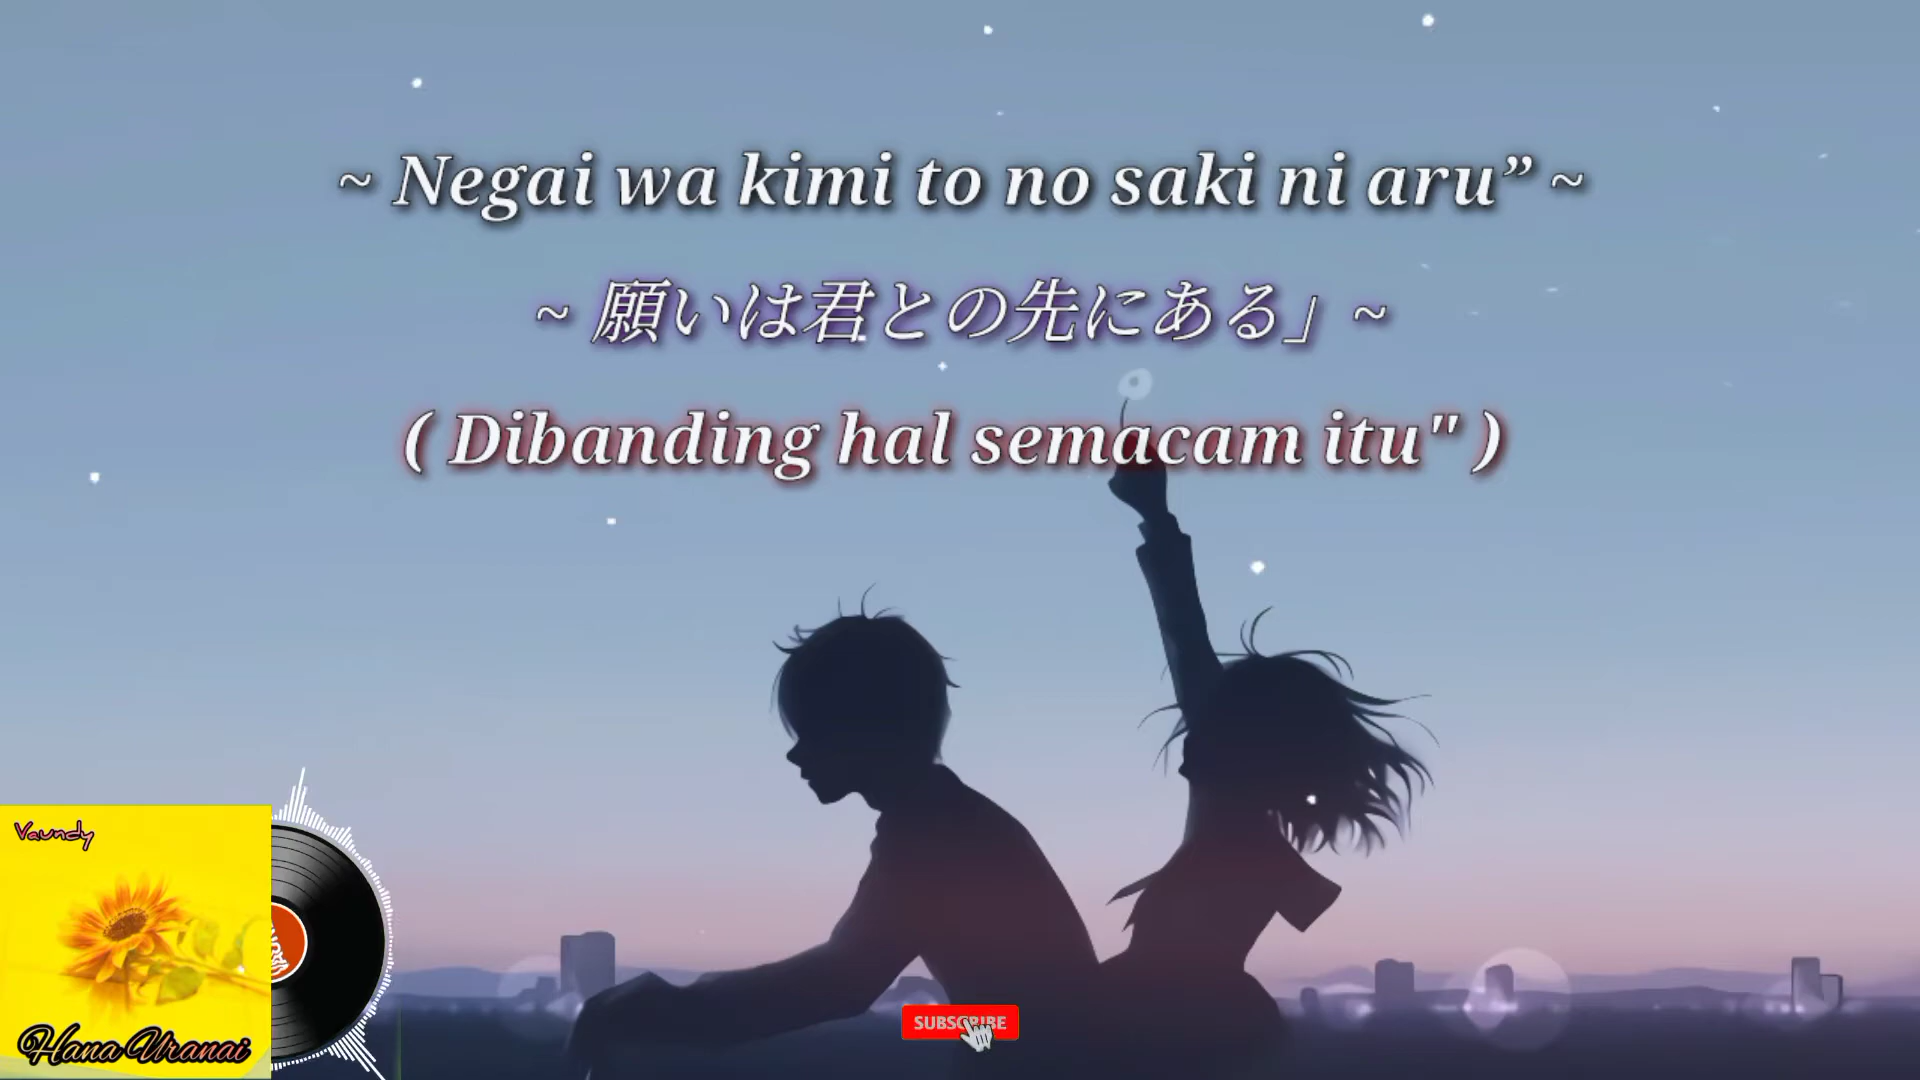 ~ Negai wa kimi to no saki ni aru” ~
~ 願いは君との先にある」 ~
( Dibanding hal semacam itu" )
Vaundy
Hana Uranai
SUBSCRIBE